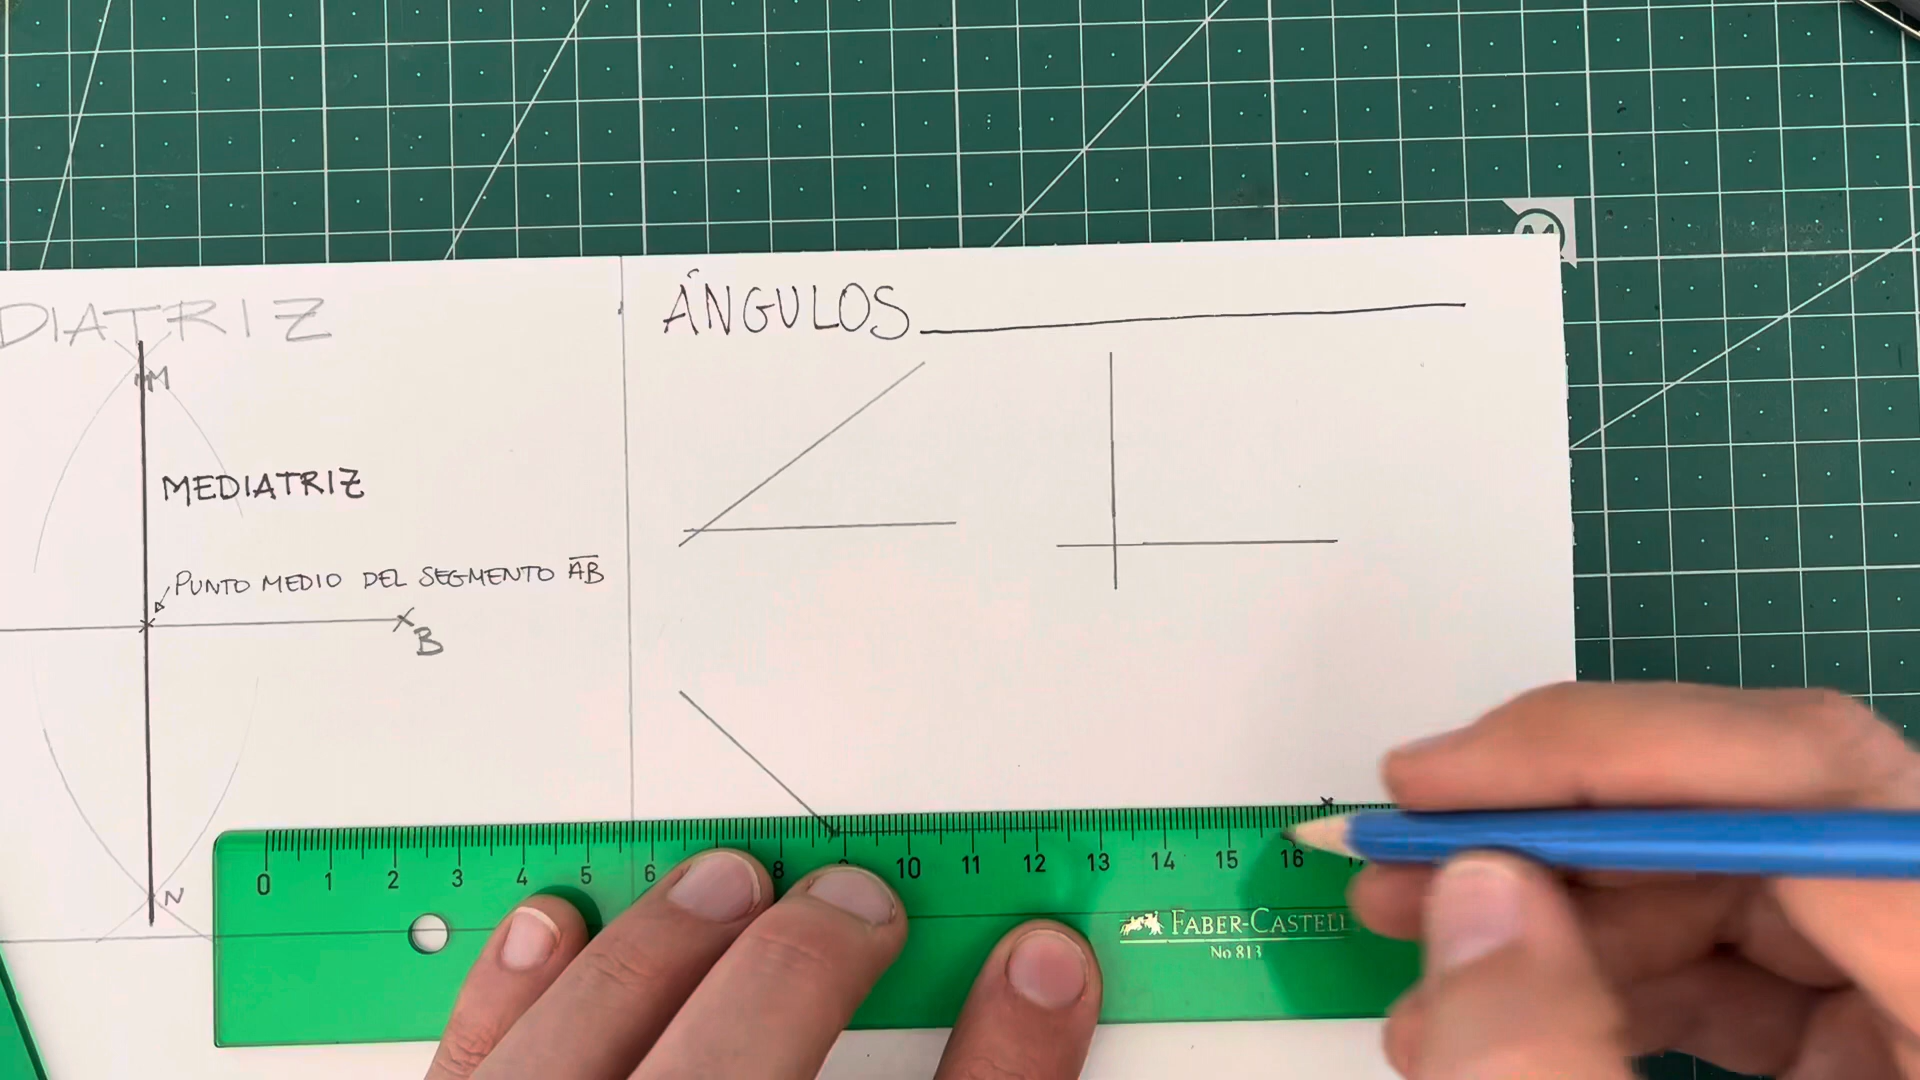 DIATRIZ
M
MEDIATRIZ
PUNTO MEDIO DEL SEGMENTO AB
B
N
ÁNGULOS
0 1 2 3 4 5 6 8 9 10 11 12 13 14 15 16
FABER-CASTELL
No 813